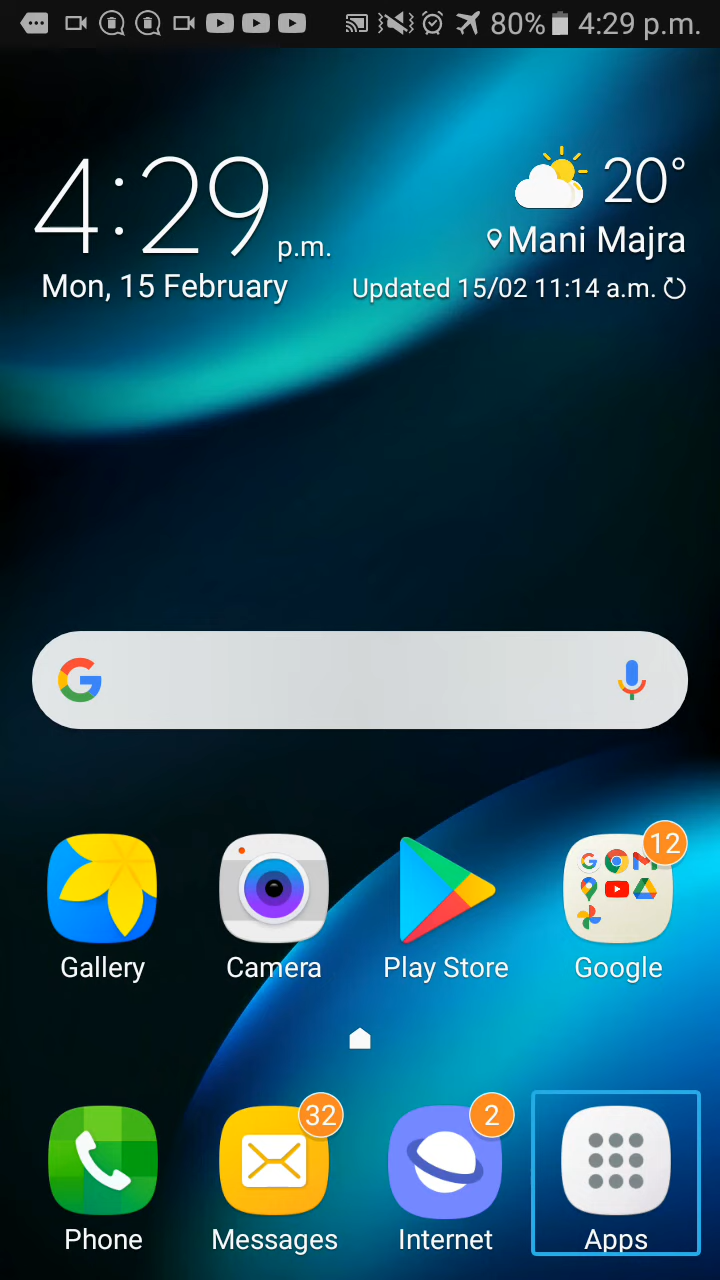 80% 4:29 p.m.
4:29 p.m.
Mon, 15 February
20°
Mani Majra
Updated 15/02 11:14 a.m.
12
Gallery
Camera
Play Store
Google
32
2
Phone
Messages
Internet
Apps